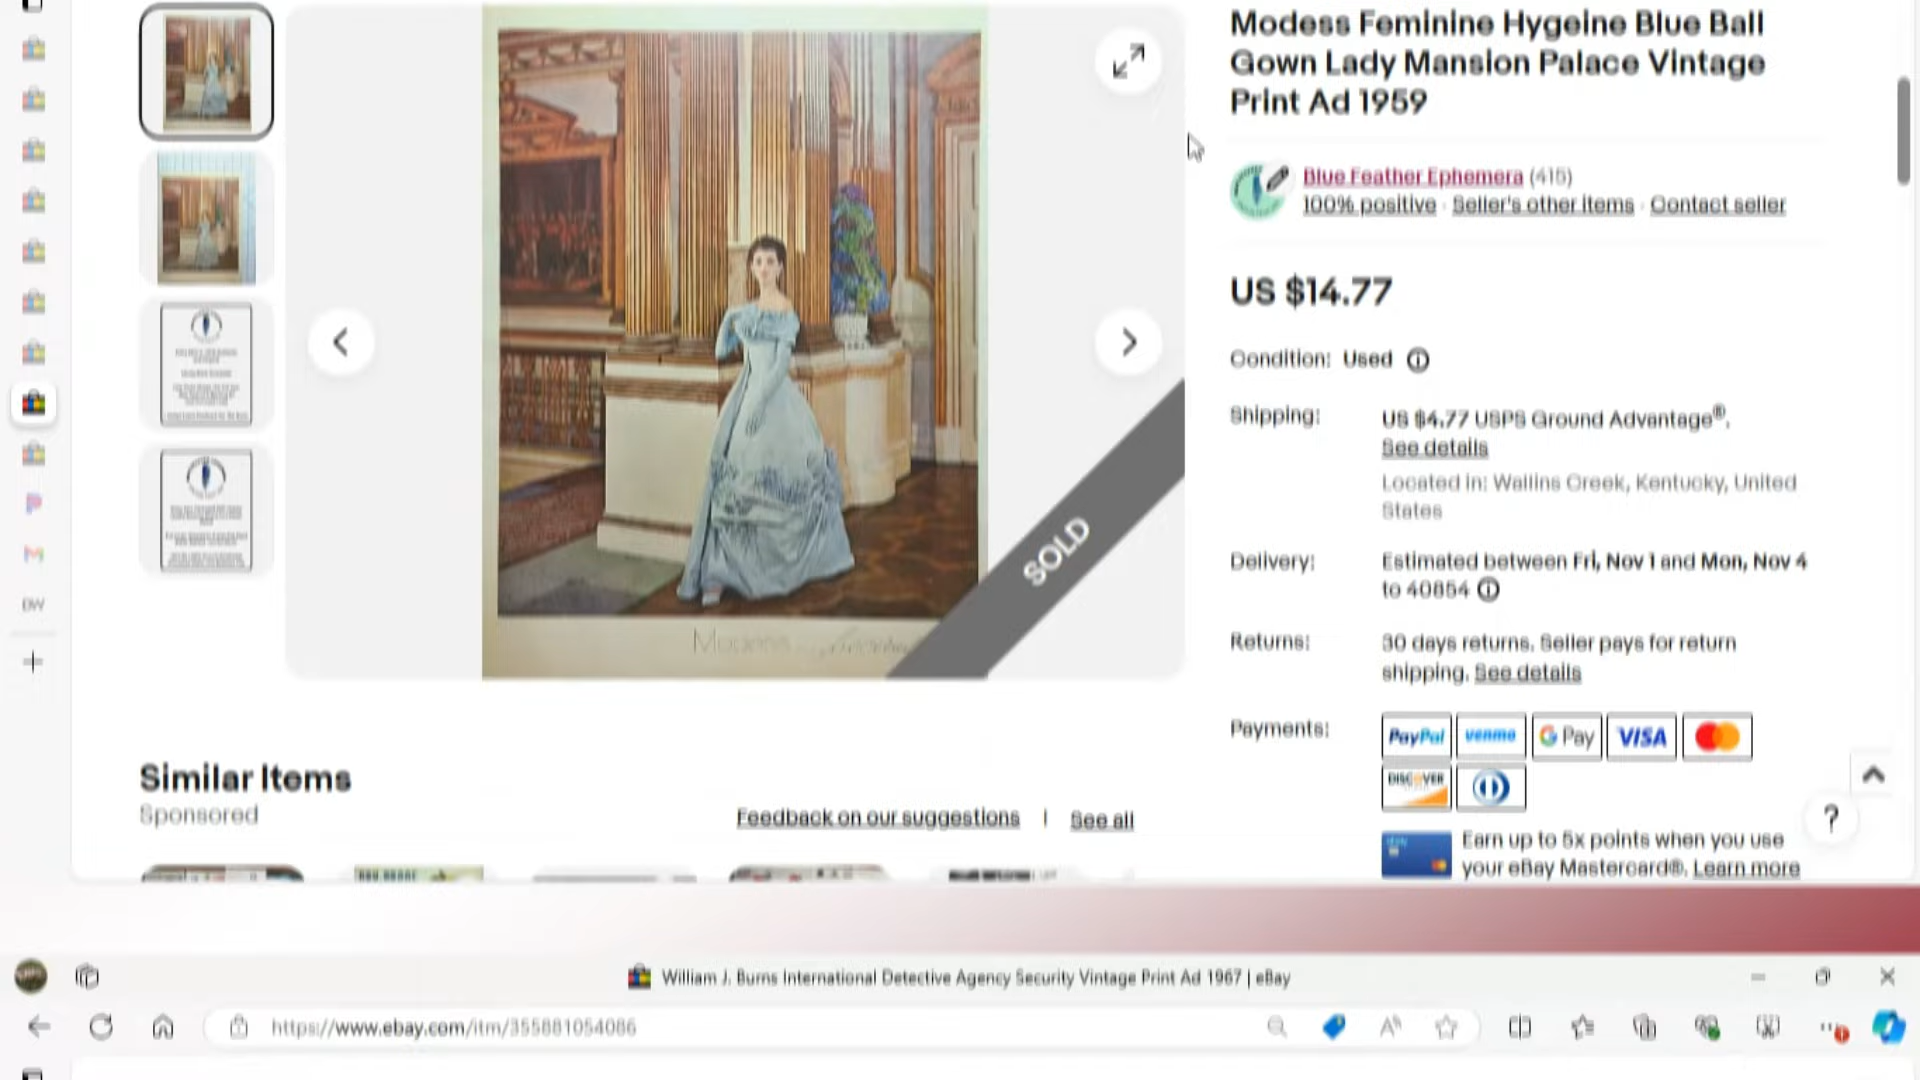 Modess Feminine Hygeine Blue Ball
Gown Lady Mansion Palace Vintage
Print Ad 1959
Blue Feather Ephemera (415)
100% positive · Seller's other items · Contact seller
US $14.77
Condition: Used
Shipping: US $4.77 USPS Ground Advantage®.
See details
Located in: Wallins Creek, Kentucky, United
States
Delivery: Estimated between Fri, Nov 1 and Mon, Nov 4
to 40854
Returns: 30 days returns. Seller pays for return
shipping. See details
Payments: PayPal venmo G Pay VISA
DISCOVER
Earn up to 5x points when you use
your eBay Mastercard®. Learn more
SOLD
Similar Items
Sponsored
Feedback on our suggestions | See all
?
William J. Burns International Detective Agency Security Vintage Print Ad 1967 | eBay
https://www.ebay.com/itm/355881054086